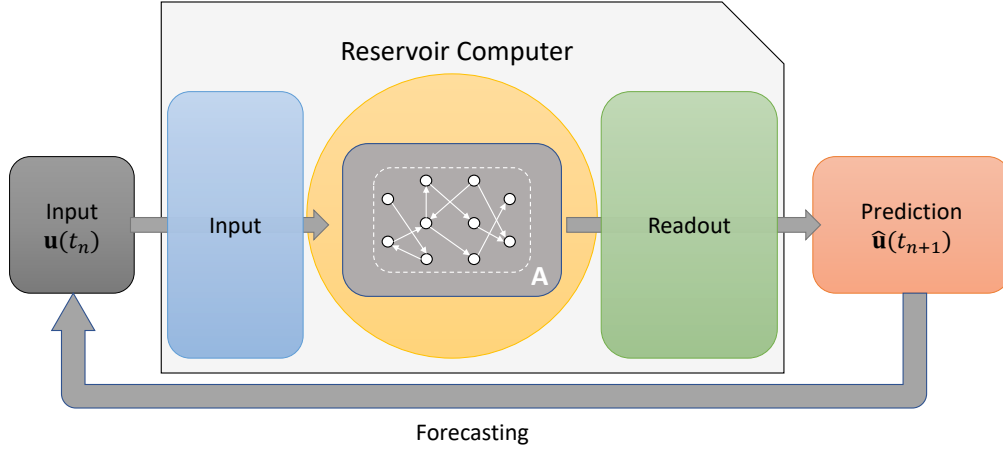 Reservoir Computer
Input
𝐮(tₙ)
Input
A
Readout
Prediction
𝐮̂(tₙ₊₁)
Forecasting